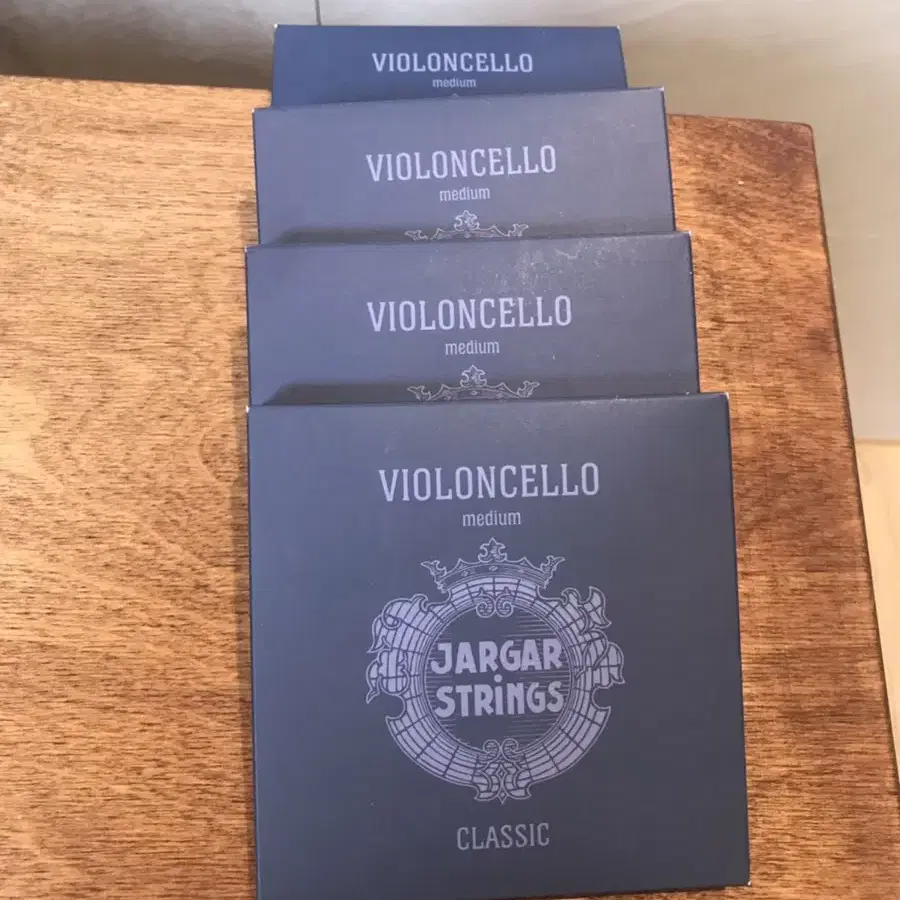 VIOLONCELLO
medium
VIOLONCELLO
medium
VIOLONCELLO
medium
VIOLONCELLO
medium
JARGAR
STRINGS
CLASSIC